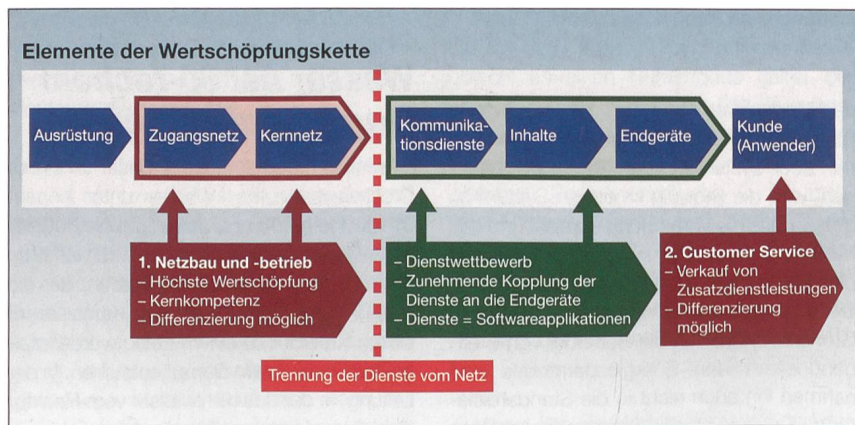 Elemente der Wertschöpfungskette
Ausrüstung
Zugangsnetz
Kernnetz
Kommunika-
tionsdienste
Inhalte
Endgeräte
Kunde
(Anwender)
1. Netzbau und -betrieb
– Höchste Wertschöpfung
– Kernkompetenz
– Differenzierung möglich
– Dienstwettbewerb
– Zunehmende Kopplung der
Dienste an die Endgeräte
– Dienste = Softwareapplikationen
2. Customer Service
– Verkauf von
Zusatzdienstleistungen
– Differenzierung
möglich
Trennung der Dienste vom Netz